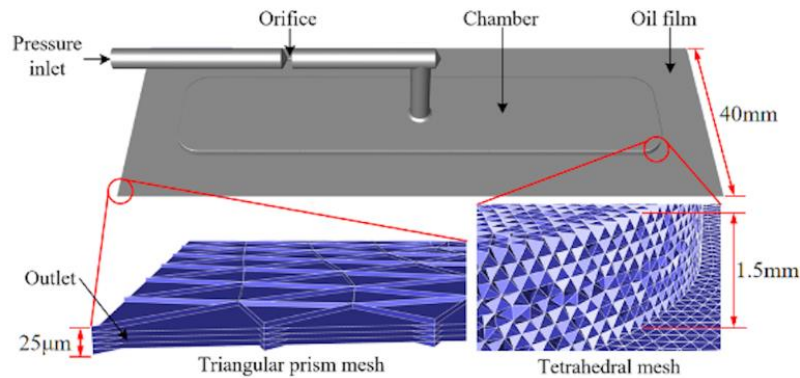 Orifice
Chamber
Oil film
Pressure
inlet
40mm
Outlet
1.5mm
25μm
Triangular prism mesh
Tetrahedral mesh